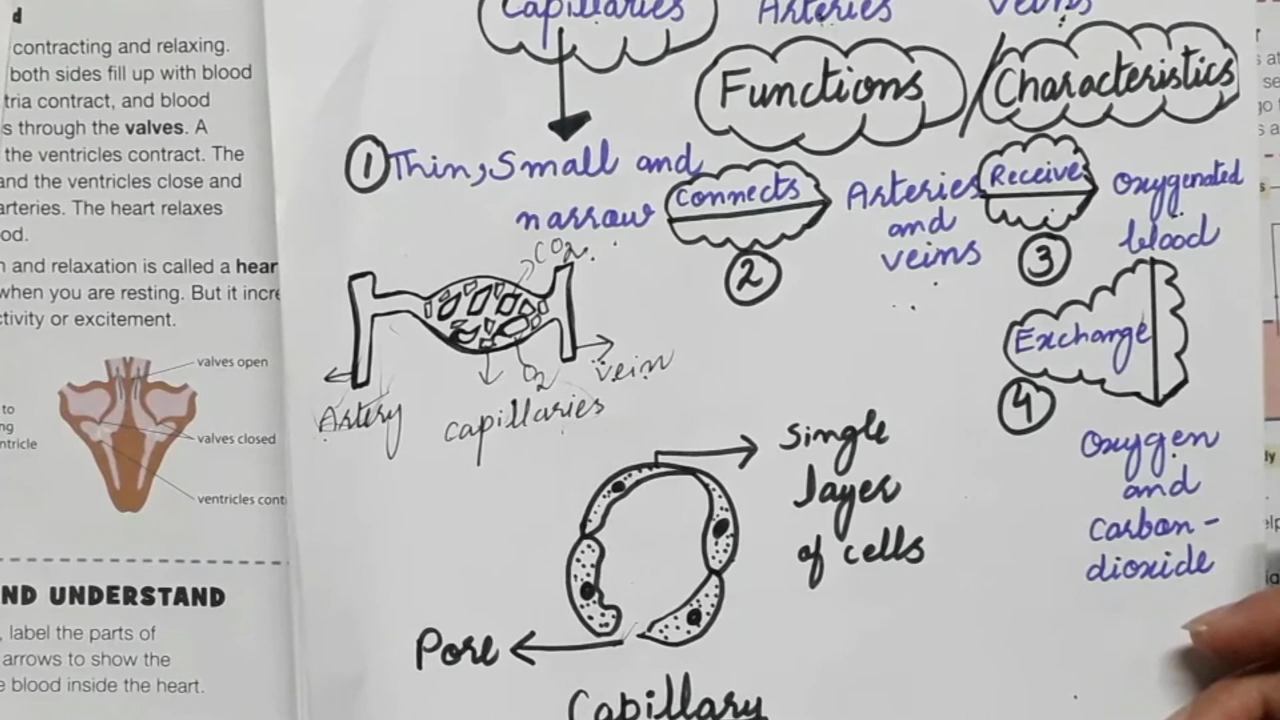 d
contracting and relaxing.
both sides fill up with blood
tria contract, and blood
s through the valves. A
the ventricles contract. The
and the ventricles close and
arteries. The heart relaxes
od.
n and relaxation is called a hear
when you are resting. But it incre
ctivity or excitement.
valves open
to
ng
ntricle
valves closed
ventricles cont
ND UNDERSTAND
, label the parts of
arrows to show the
e blood inside the heart.
Capillaries Arteries Veins
Functions / Characteristics
① Thin, Small and
narrow
Connects
②
Arteries
and
veins
Receive
③
Oxygenated
blood
CO2.
O2
Artery
capillaries
vein
Exchange
④
Oxygen
and
Carbon-
dioxide
Single
layer
of cells
Pore
Capillary